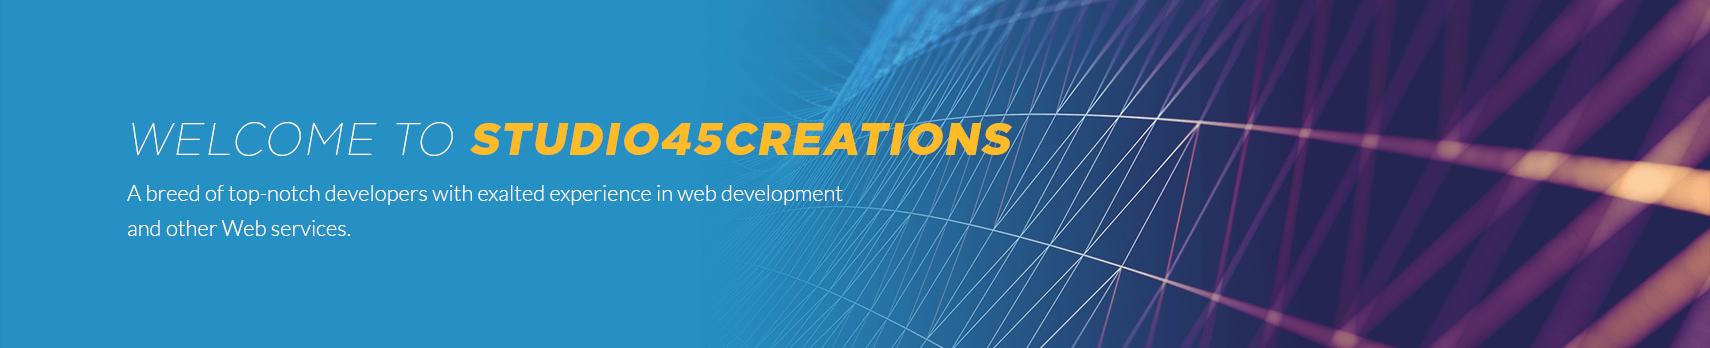 WELCOME TO STUDIO45CREATIONS
A breed of top-notch developers with exalted experience in web development
and other Web services.